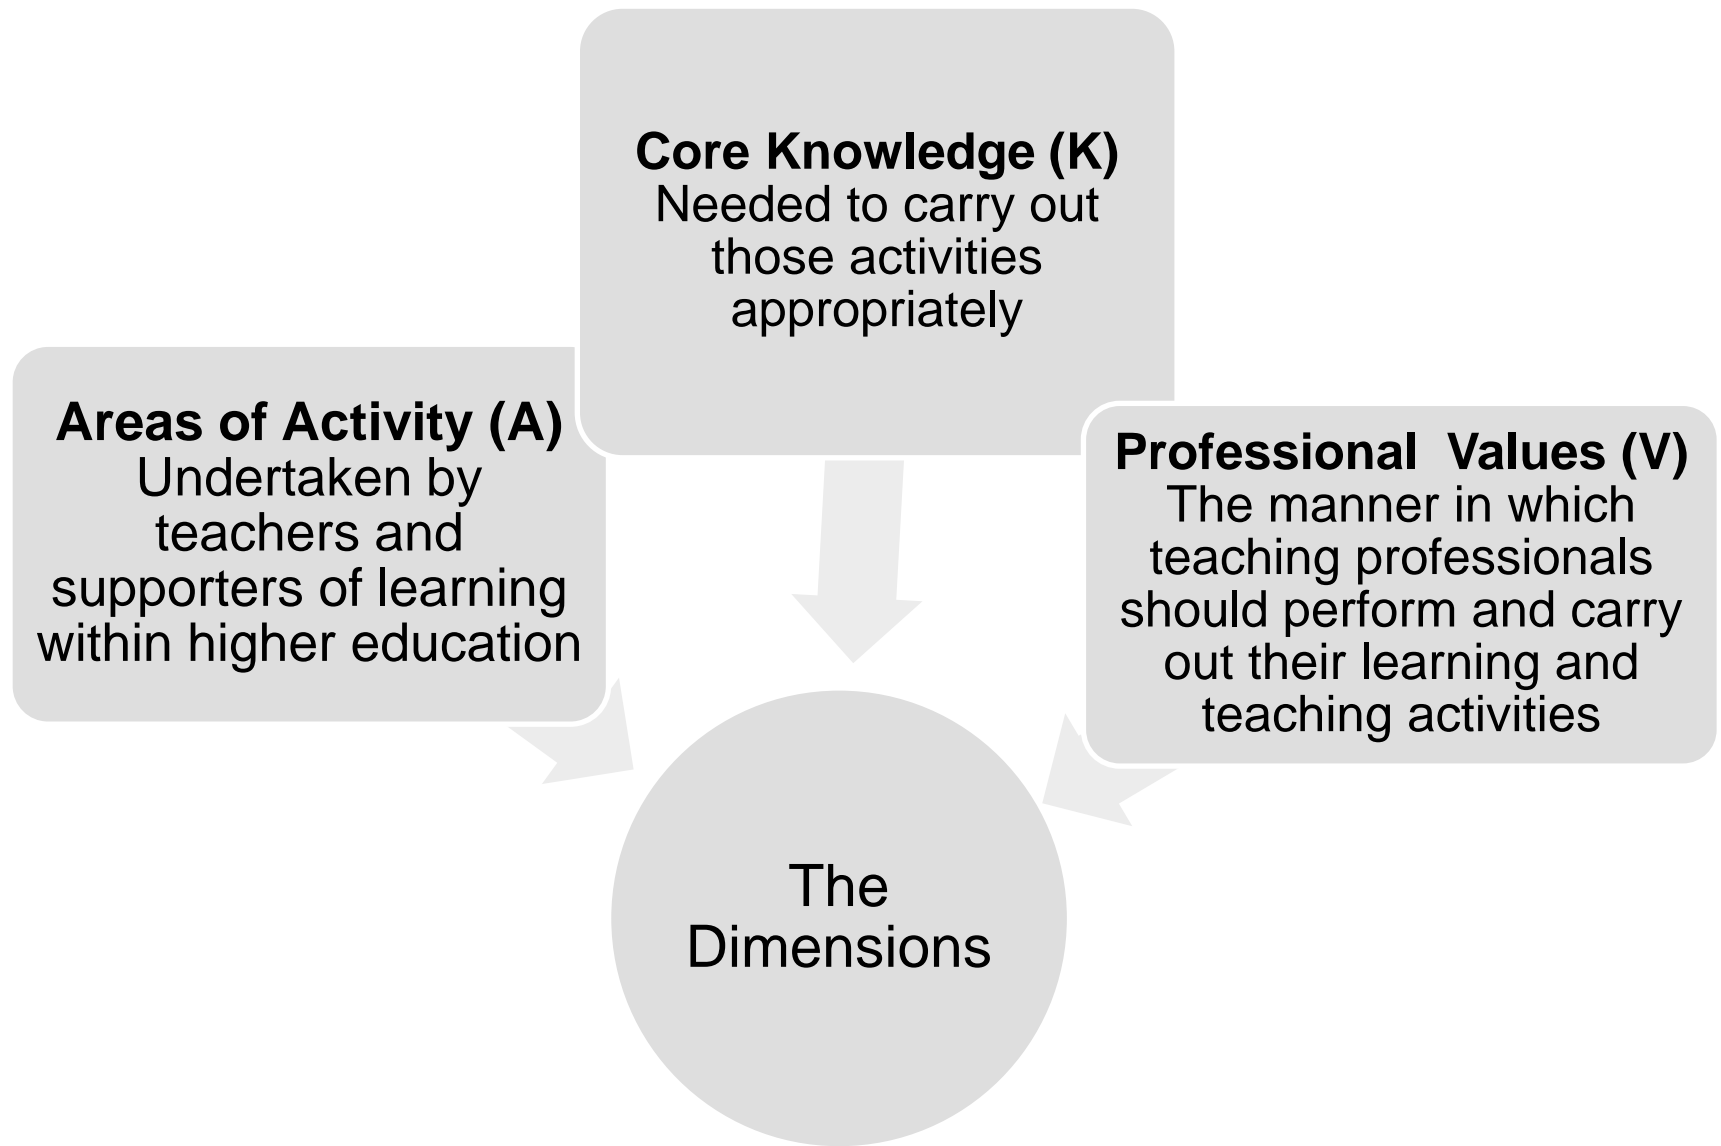 Core Knowledge (K)
Needed to carry out
those activities
appropriately
Areas of Activity (A)
Undertaken by
teachers and
supporters of learning
within higher education
Professional  Values (V)
The manner in which
teaching professionals
should perform and carry
out their learning and
teaching activities
The
Dimensions